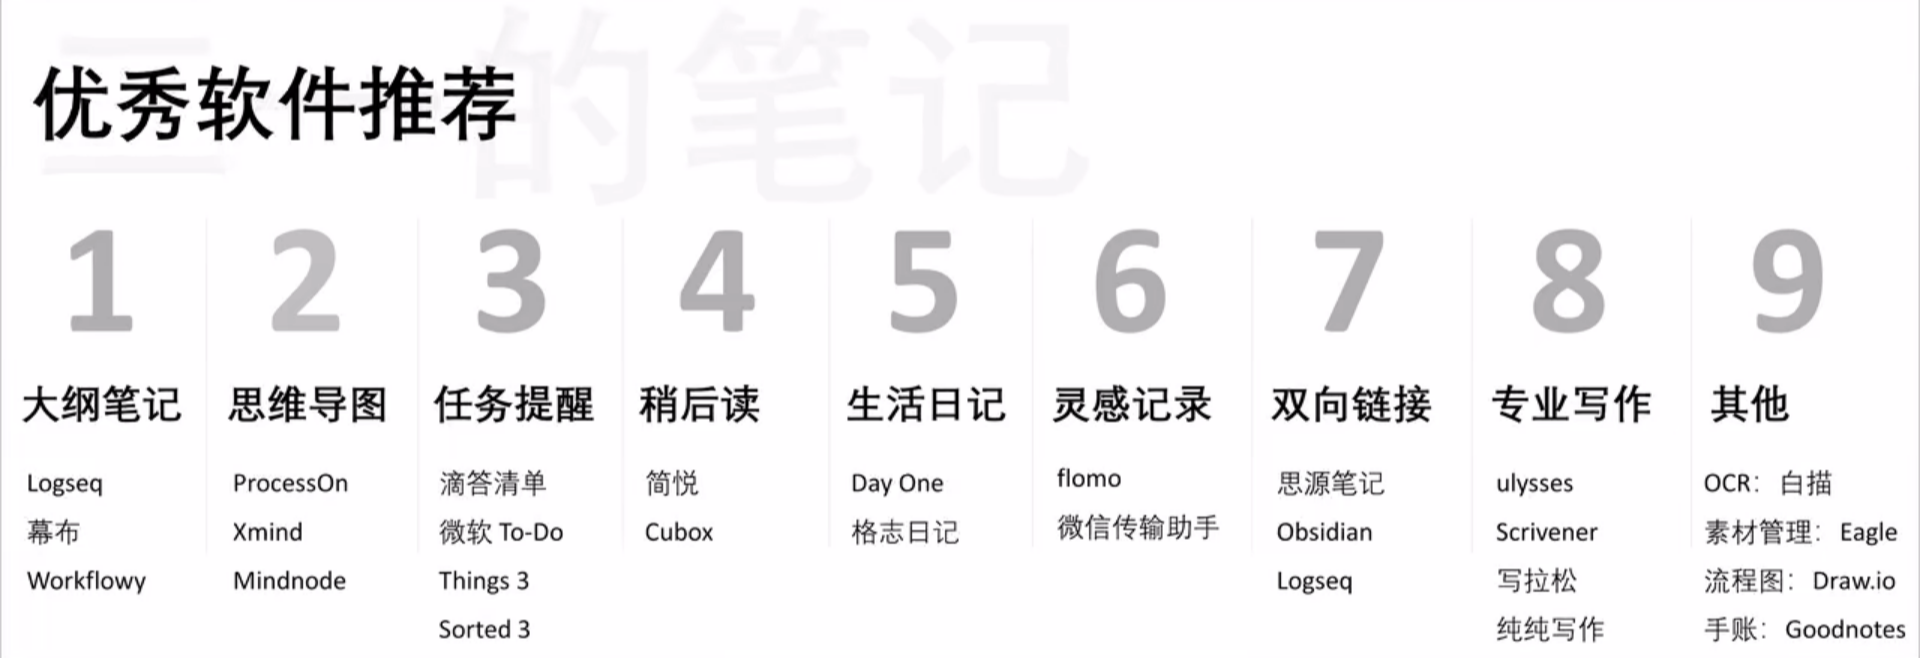 二 的笔记
优秀软件推荐
1
大纲笔记
Logseq
幕布
Workflowy
2
思维导图
ProcessOn
Xmind
Mindnode
3
任务提醒
滴答清单
微软 To-Do
Things 3
Sorted 3
4
稍后读
简悦
Cubox
5
生活日记
Day One
格志日记
6
灵感记录
flomo
微信传输助手
7
双向链接
思源笔记
Obsidian
Logseq
8
专业写作
ulysses
Scrivener
写拉松
纯纯写作
9
其他
OCR：白描
素材管理：Eagle
流程图：Draw.io
手账：Goodnotes